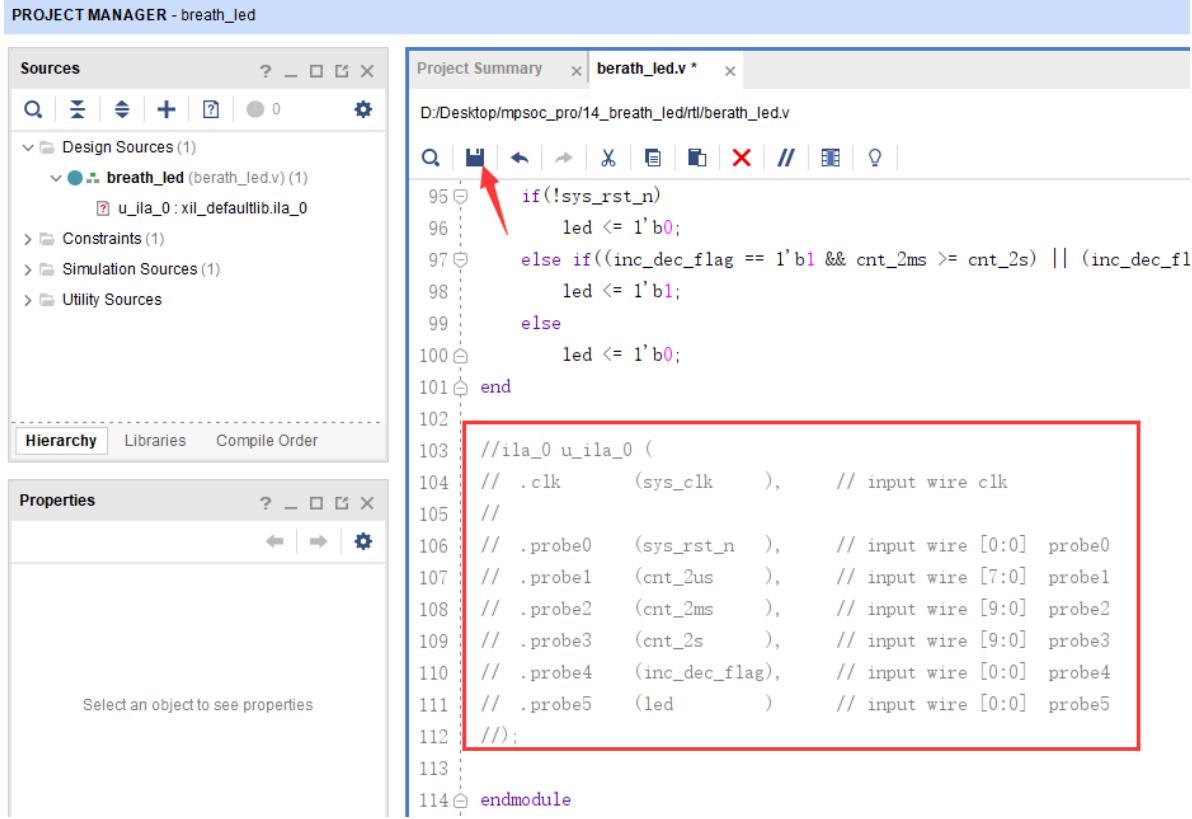 PROJECT MANAGER - breath_led
Sources
? _
0
Design Sources (1)
breath_led (berath_led.v) (1)
u_ila_0 : xil_defaultlib.ila_0
Constraints (1)
Simulation Sources (1)
Utility Sources
Hierarchy Libraries Compile Order
Properties
? _
Select an object to see properties
Project Summary × berath_led.v * ×
D:/Desktop/mpsoc_pro/14_breath_led/rtl/berath_led.v
95 if(!sys_rst_n)
96 led <= 1'b0;
97 else if((inc_dec_flag == 1'b1 && cnt_2ms >= cnt_2s) || (inc_dec_fl
98 led <= 1'b1;
99 else
100 led <= 1'b0;
101 end
102
103 //ila_0 u_ila_0 (
104 // .clk (sys_clk ), // input wire clk
105 //
106 // .probe0 (sys_rst_n ), // input wire [0:0] probe0
107 // .probe1 (cnt_2us ), // input wire [7:0] probe1
108 // .probe2 (cnt_2ms ), // input wire [9:0] probe2
109 // .probe3 (cnt_2s ), // input wire [9:0] probe3
110 // .probe4 (inc_dec_flag), // input wire [0:0] probe4
111 // .probe5 (led ) // input wire [0:0] probe5
112 //);
113
114 endmodule